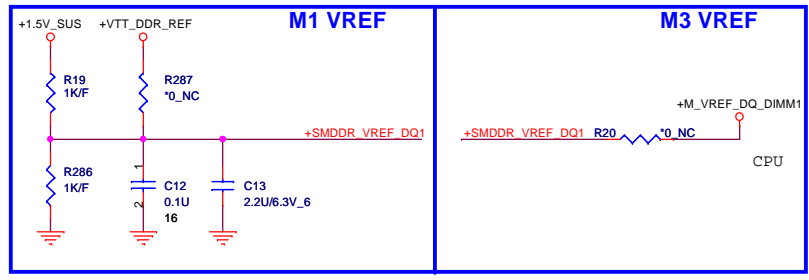 M1 VREF
M3 VREF
+1.5V_SUS
+VTT_DDR_REF
R19
1K/F
R287
*0_NC
+SMDDR_VREF_DQ1
R286
1K/F
1
2
C12
0.1U
16
C13
2.2U/6.3V_6
+M_VREF_DQ_DIMM1
+SMDDR_VREF_DQ1
R20
*0_NC
CPU